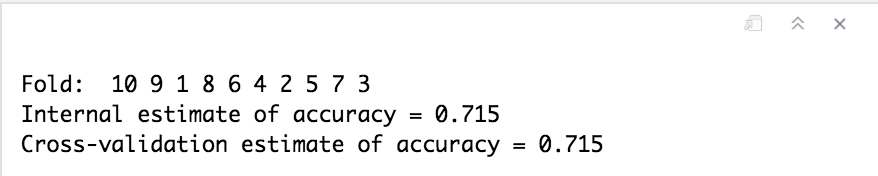 Fold:  10 9 1 8 6 4 2 5 7 3
Internal estimate of accuracy = 0.715
Cross-validation estimate of accuracy = 0.715